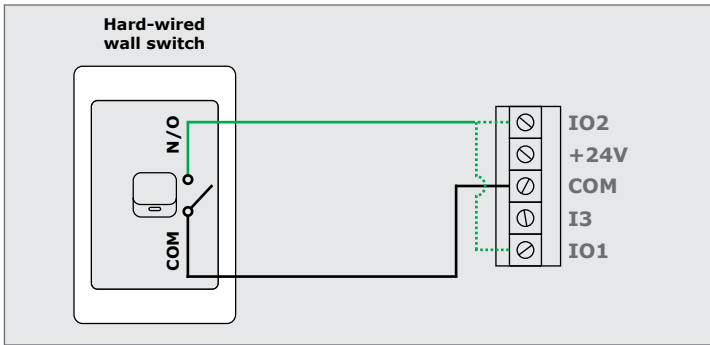 Hard-wired
wall switch
N/O
COM
IO2
+24V
COM
I3
IO1